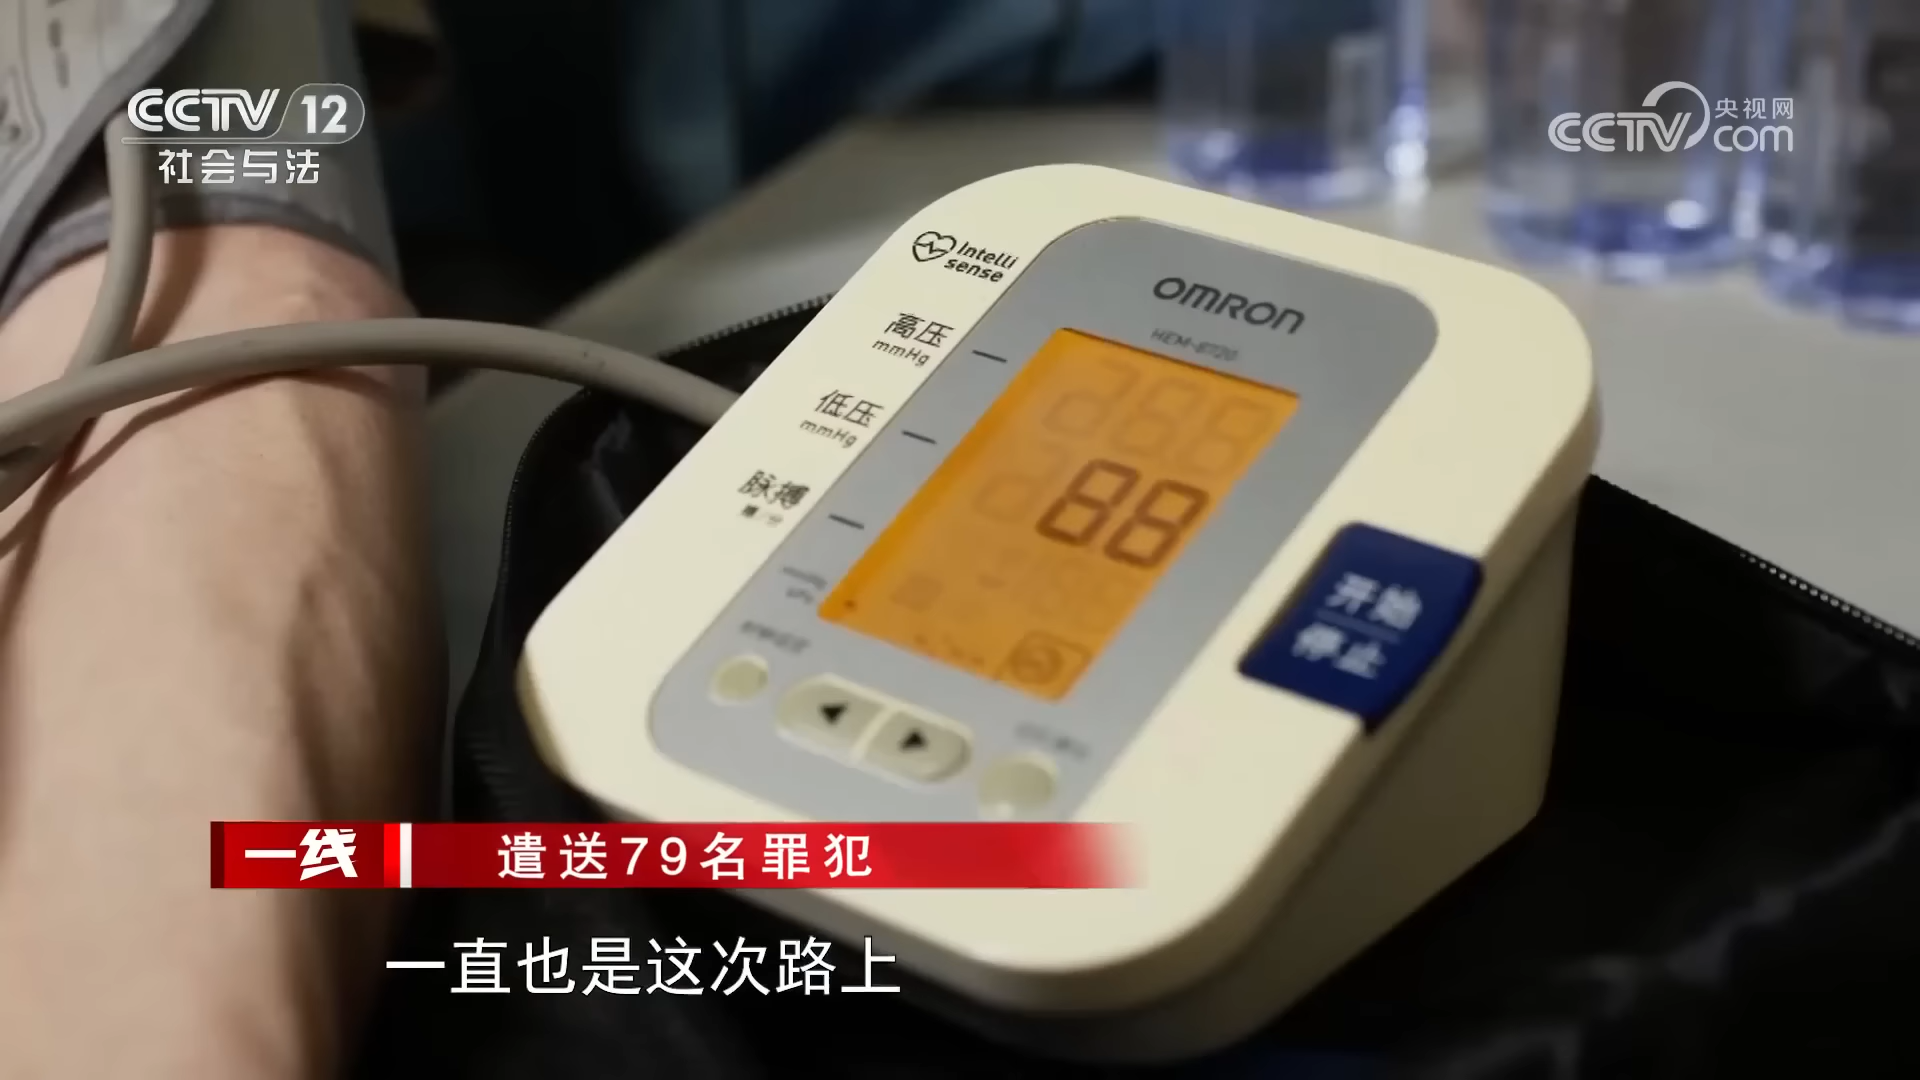 CCTV 12
社会与法
央视网
CCTV.com
Intelli
sense
OMRON
HEM-8720
高压
mmHg
低压
mmHg
脉搏
88
开始
停止
一线
遣送79名罪犯
一直也是这次路上